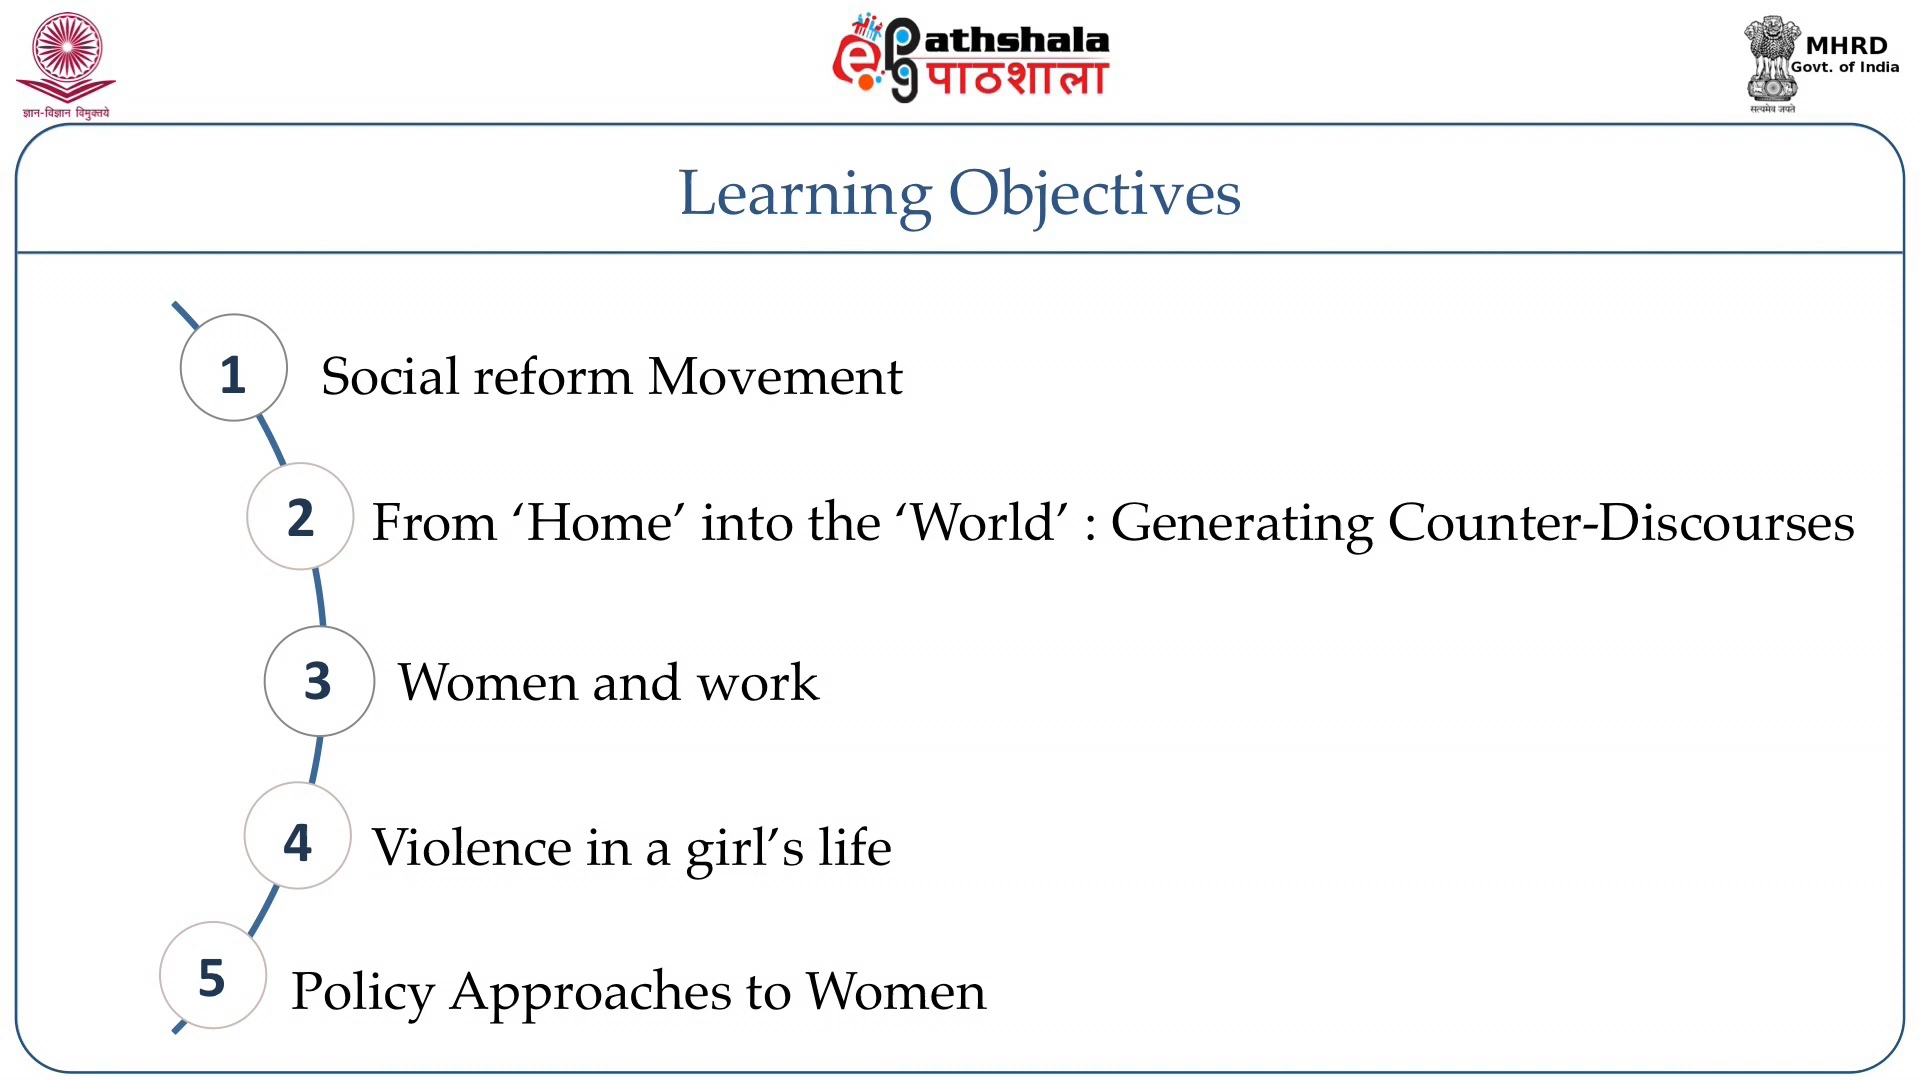 ज्ञान-विज्ञान विमुक्तये
e pg Pathshala
पाठशाला
MHRD
Govt. of India
सत्यमेव जयते
Learning Objectives
1 Social reform Movement
2 From ‘Home’ into the ‘World’ : Generating Counter-Discourses
3 Women and work
4 Violence in a girl’s life
5 Policy Approaches to Women